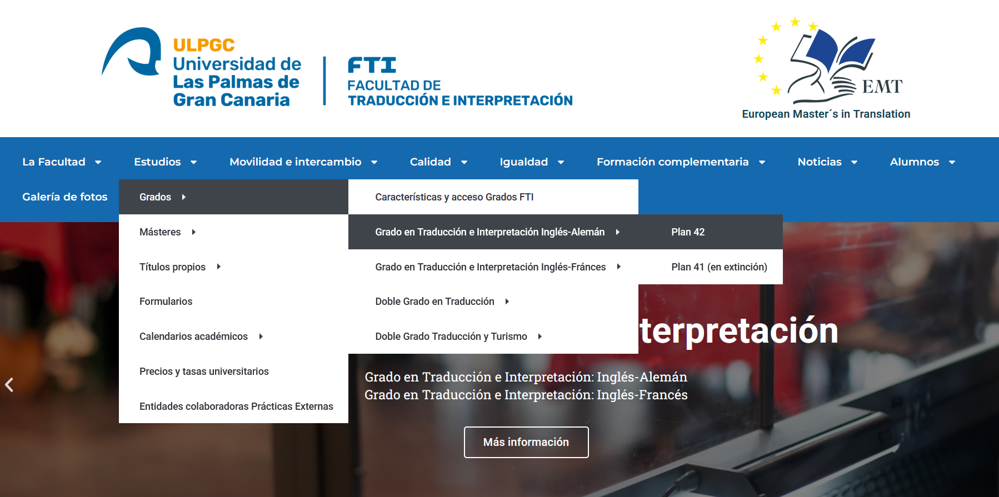 ULPGC
Universidad de
Las Palmas de
Gran Canaria
FTI
FACULTAD DE
TRADUCCIÓN E INTERPRETACIÓN
EMT
European Master´s in Translation
La Facultad
Estudios
Movilidad e intercambio
Calidad
Igualdad
Formación complementaria
Noticias
Alumnos
Galería de fotos
Grados
Másteres
Títulos propios
Formularios
Calendarios académicos
Precios y tasas universitarios
Entidades colaboradoras Prácticas Externas
Características y acceso Grados FTI
Grado en Traducción e Interpretación Inglés-Alemán
Grado en Traducción e Interpretación Inglés-Fránces
Doble Grado en Traducción
Doble Grado Traducción y Turismo
Plan 42
Plan 41 (en extinción)
terpretación
Grado en Traducción e Interpretación: Inglés-Alemán
Grado en Traducción e Interpretación: Inglés-Francés
Más información